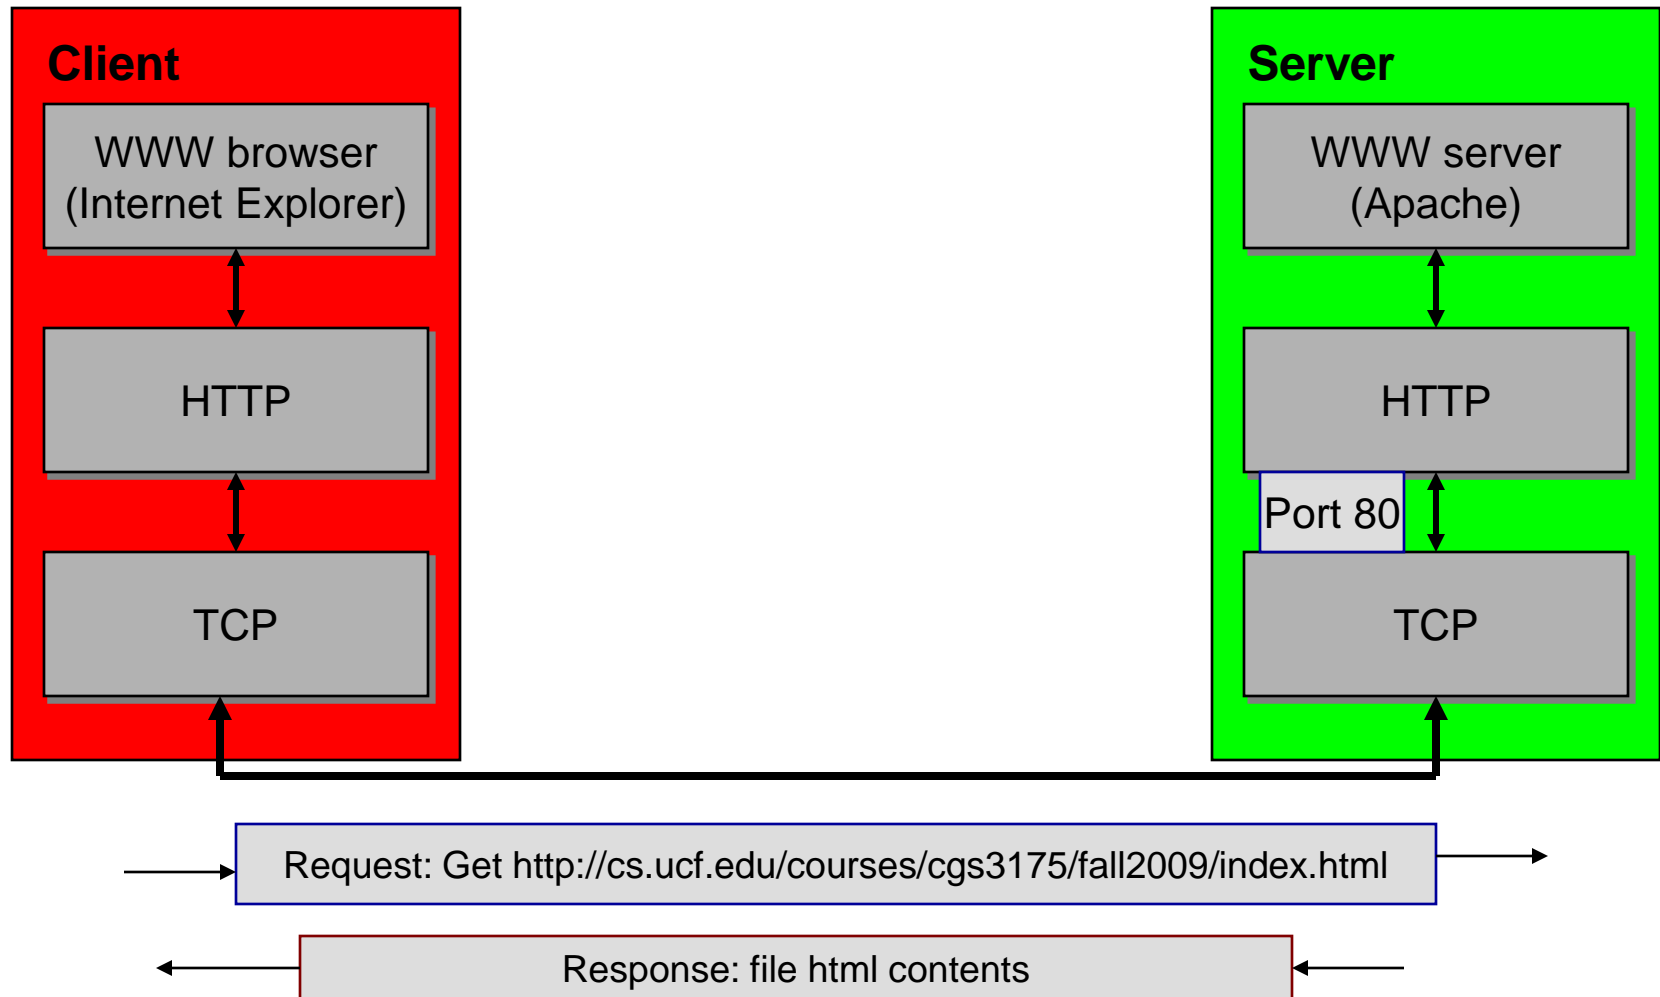 Client
WWW browser
(Internet Explorer)
HTTP
TCP
Server
WWW server
(Apache)
HTTP
Port 80
TCP
Request: Get http://cs.ucf.edu/courses/cgs3175/fall2009/index.html
Response: file html contents